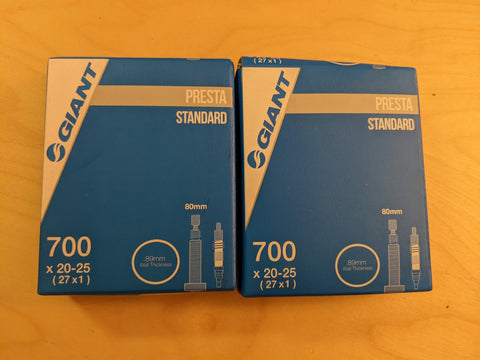 GIANT
PRESTA
STANDARD
80mm
700
x 20-25
( 27 x 1 )
.89mm
Wall Thickness
( 27 x 1 )
GIANT
PRESTA
STANDARD
80mm
700
x 20-25
( 27 x 1 )
.89mm
Wall Thickness